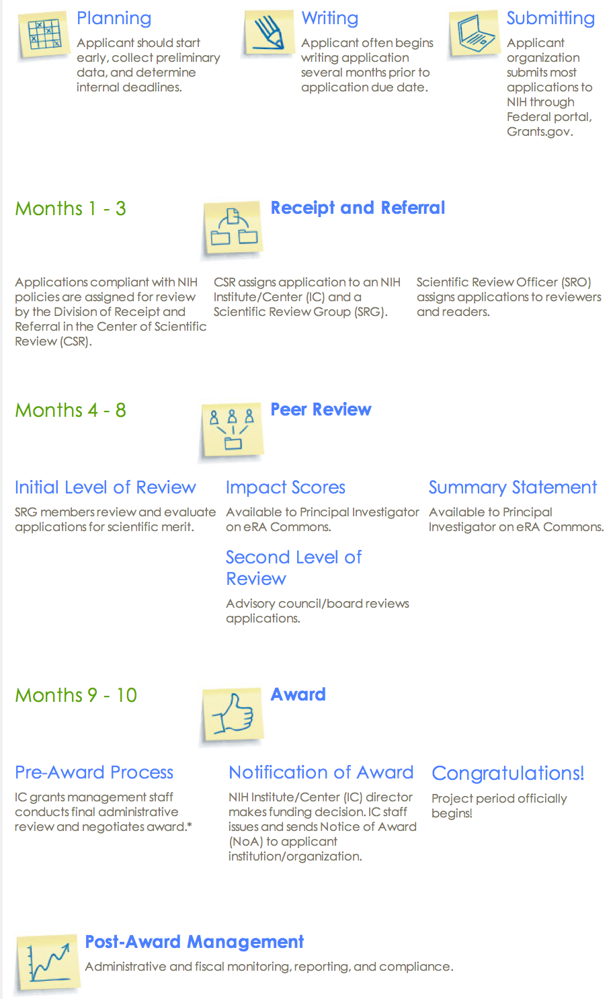 Planning
Applicant should start
early, collect preliminary
data, and determine
internal deadlines.
Writing
Applicant often begins
writing application
several months prior to
application due date.
Submitting
Applicant
organization
submits most
applications to
NIH through
Federal portal,
Grants.gov.
Months 1 - 3
Receipt and Referral
Applications compliant with NIH
policies are assigned for review
by the Division of Receipt and
Referral in the Center of Scientific
Review (CSR).
CSR assigns application to an NIH
Institute/Center (IC) and a
Scientific Review Group (SRG).
Scientific Review Officer (SRO)
assigns applications to reviewers
and readers.
Months 4 - 8
Peer Review
Initial Level of Review
SRG members review and evaluate
applications for scientific merit.
Impact Scores
Available to Principal Investigator
on eRA Commons.
Summary Statement
Available to Principal
Investigator on eRA Commons.
Second Level of
Review
Advisory council/board reviews
applications.
Months 9 - 10
Award
Pre-Award Process
IC grants management staff
conducts final administrative
review and negotiates award.*
Notification of Award
NIH Institute/Center (IC) director
makes funding decision. IC staff
issues and sends Notice of Award
(NoA) to applicant
institution/organization.
Congratulations!
Project period officially
begins!
Post-Award Management
Administrative and fiscal monitoring, reporting, and compliance.